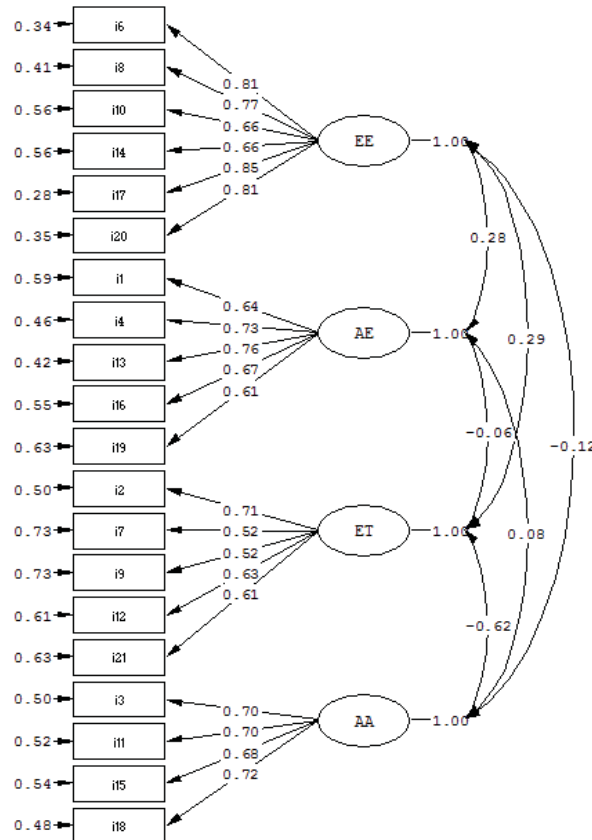 0.34 i6
0.41 i8
0.56 i10
0.56 i14
0.28 i17
0.35 i20
0.59 i1
0.46 i4
0.42 i13
0.55 i16
0.63 i19
0.50 i2
0.73 i7
0.73 i9
0.61 i12
0.63 i21
0.50 i3
0.52 i11
0.54 i15
0.48 i18
0.81
0.77
0.66
0.66
0.85
0.81
EE 1.00
0.64
0.73
0.76
0.67
0.61
AE 1.00
0.71
0.52
0.52
0.63
0.61
ET 1.00
0.70
0.70
0.68
0.72
AA 1.00
0.28
0.29
-0.06
-0.12
0.08
-0.62